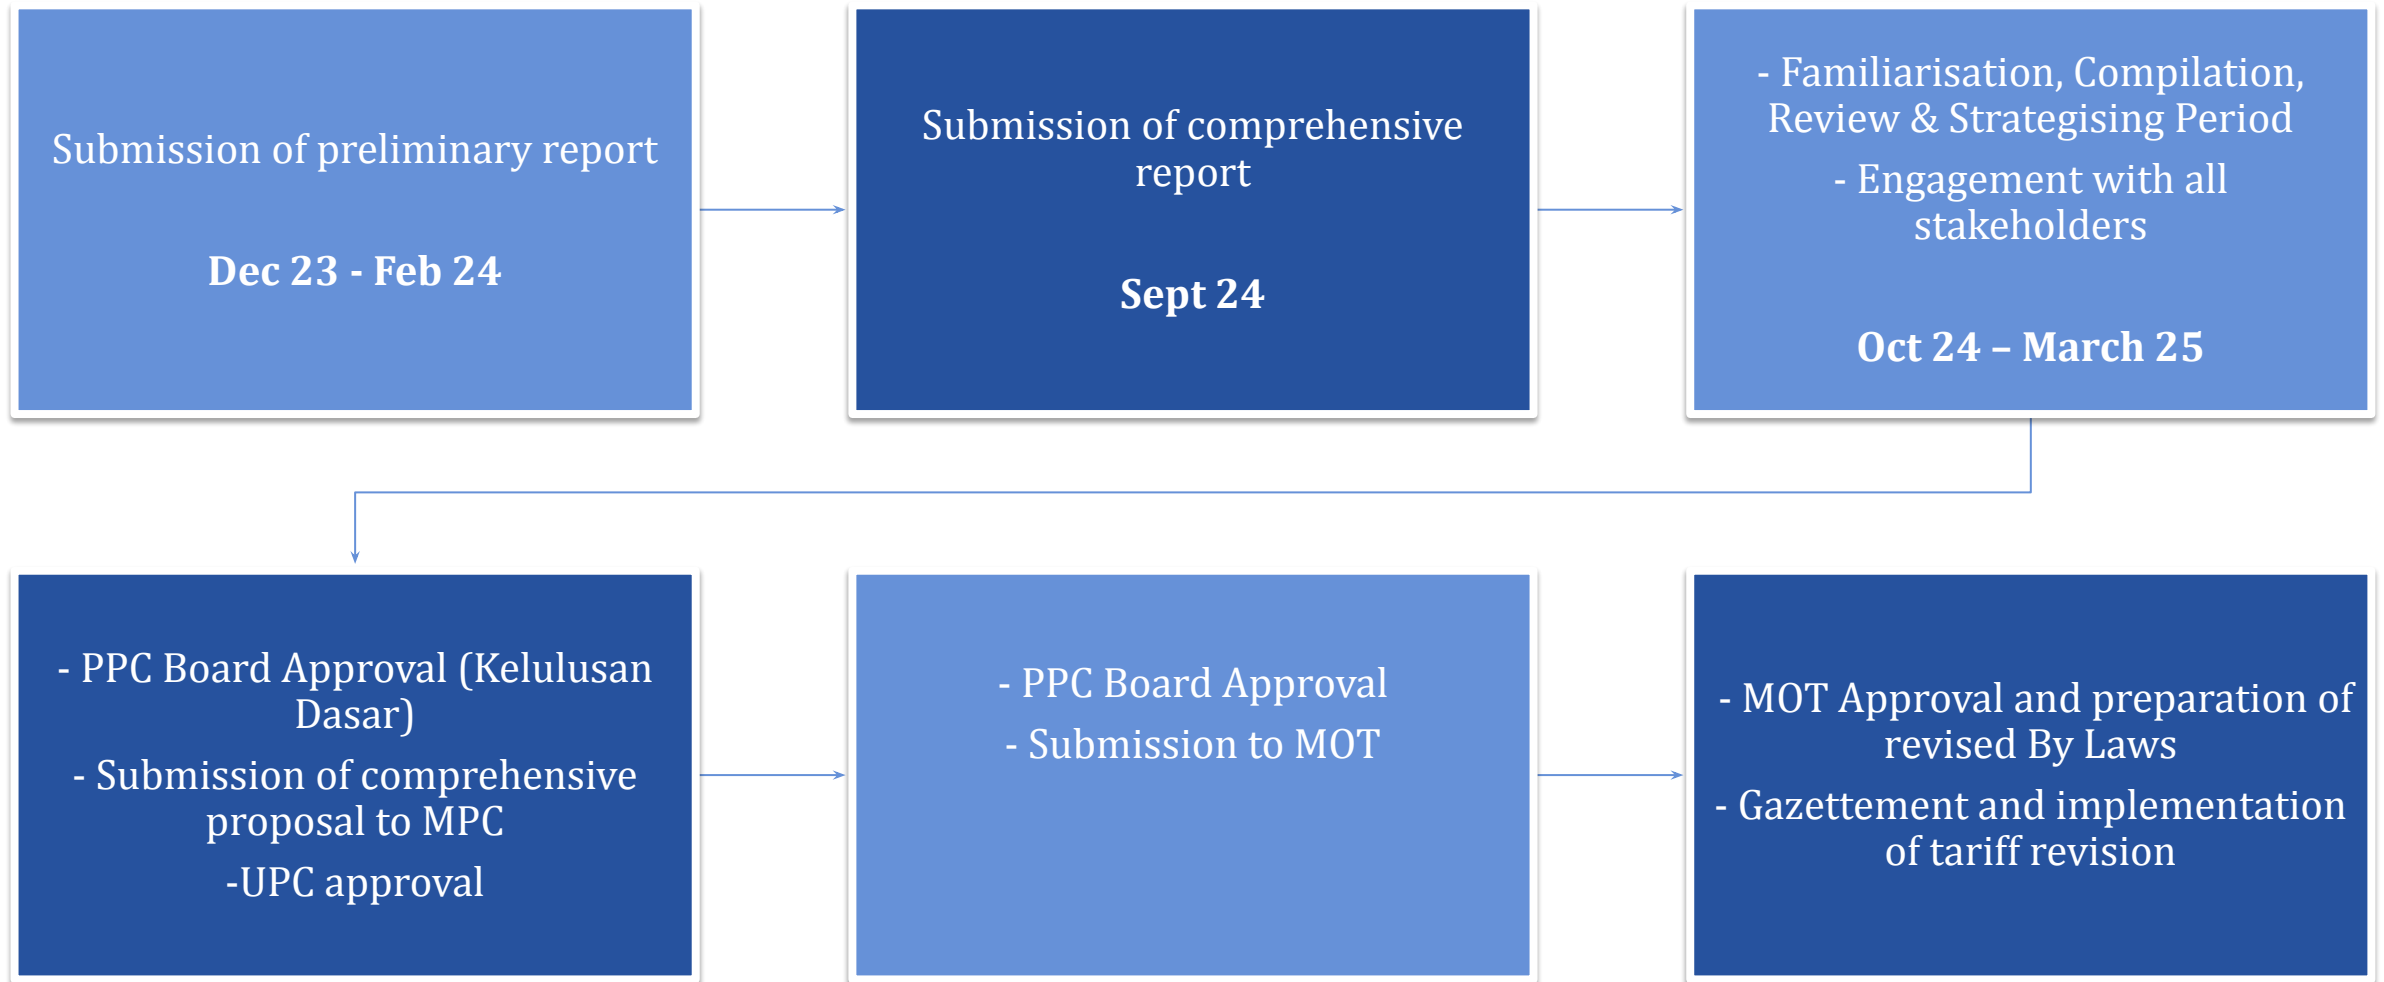 Submission of preliminary report
Dec 23 - Feb 24
Submission of comprehensive
report
Sept 24
- Familiarisation, Compilation,
Review & Strategising Period
- Engagement with all
stakeholders
Oct 24 – March 25
- PPC Board Approval (Kelulusan
Dasar)
- Submission of comprehensive
proposal to MPC
-UPC approval
- PPC Board Approval
- Submission to MOT
- MOT Approval and preparation of
revised By Laws
- Gazettement and implementation
of tariff revision